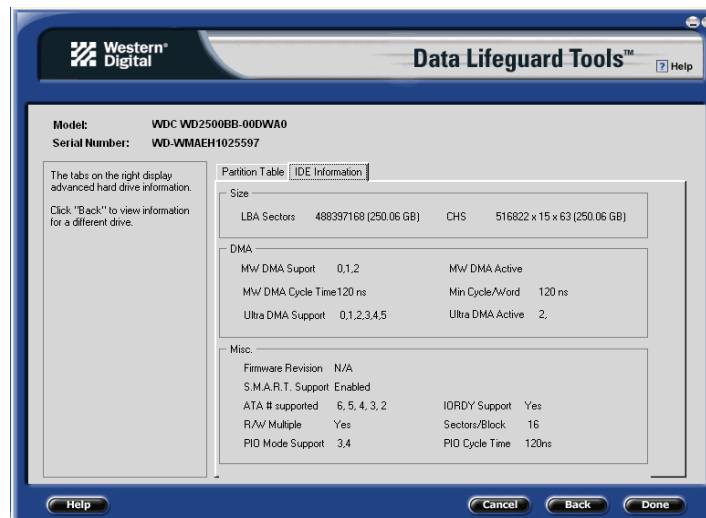 Western®
Digital
Data Lifeguard Tools™
? Help
Model: WDC WD2500BB-00DWA0
Serial Number: WD-WMAEH1025597
The tabs on the right display
advanced hard drive information.
Click "Back" to view information
for a different drive.
Partition Table IDE Information
Size
LBA Sectors 488397168 (250.06 GB) CHS 516822 x 15 x 63 (250.06 GB)
DMA
MW DMA Suport 0,1,2 MW DMA Active
MW DMA Cycle Time 120 ns Min Cycle/Word 120 ns
Ultra DMA Support 0,1,2,3,4,5 Ultra DMA Active 2,
Misc.
Firmware Revision N/A
S.M.A.R.T. Support Enabled
ATA # supported 6, 5, 4, 3, 2 IORDY Support Yes
R/W Multiple Yes Sectors/Block 16
PIO Mode Support 3,4 PIO Cycle Time 120ns
Help Cancel Back Done